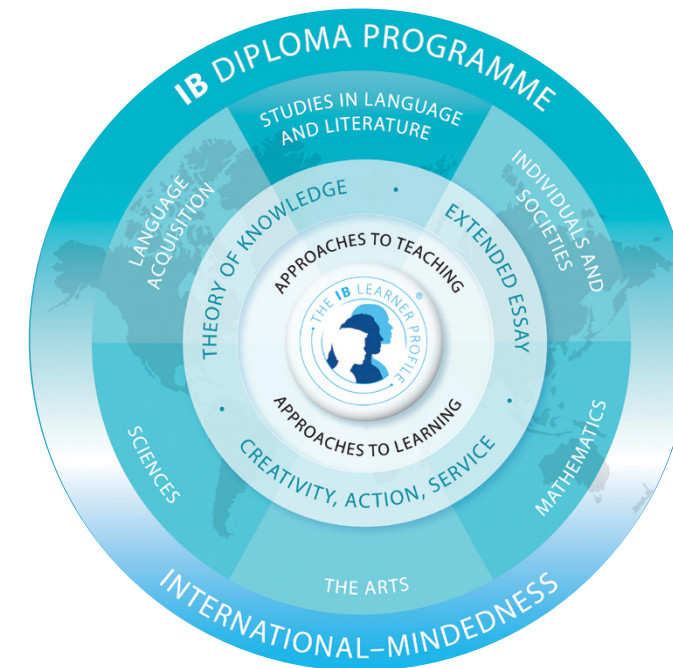 IB DIPLOMA PROGRAMME
STUDIES IN LANGUAGE
AND LITERATURE
LANGUAGE
ACQUISITION
INDIVIDUALS AND
SOCIETIES
THEORY OF KNOWLEDGE
•
EXTENDED ESSAY
•
APPROACHES TO TEACHING
THE IB LEARNER PROFILE ®
APPROACHES TO LEARNING
CREATIVITY, ACTION, SERVICE
•
SCIENCES
MATHEMATICS
THE ARTS
INTERNATIONAL–MINDEDNESS